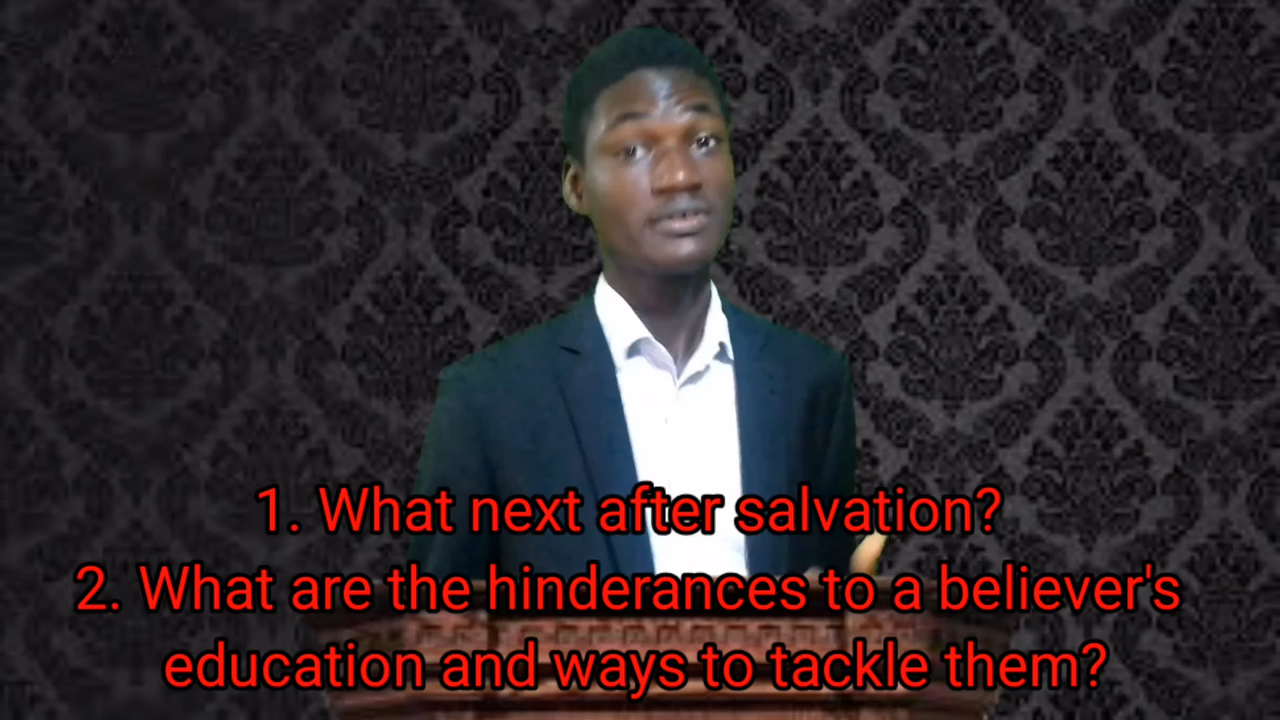 1. What next after salvation?
2. What are the hinderances to a believer's
education and ways to tackle them?